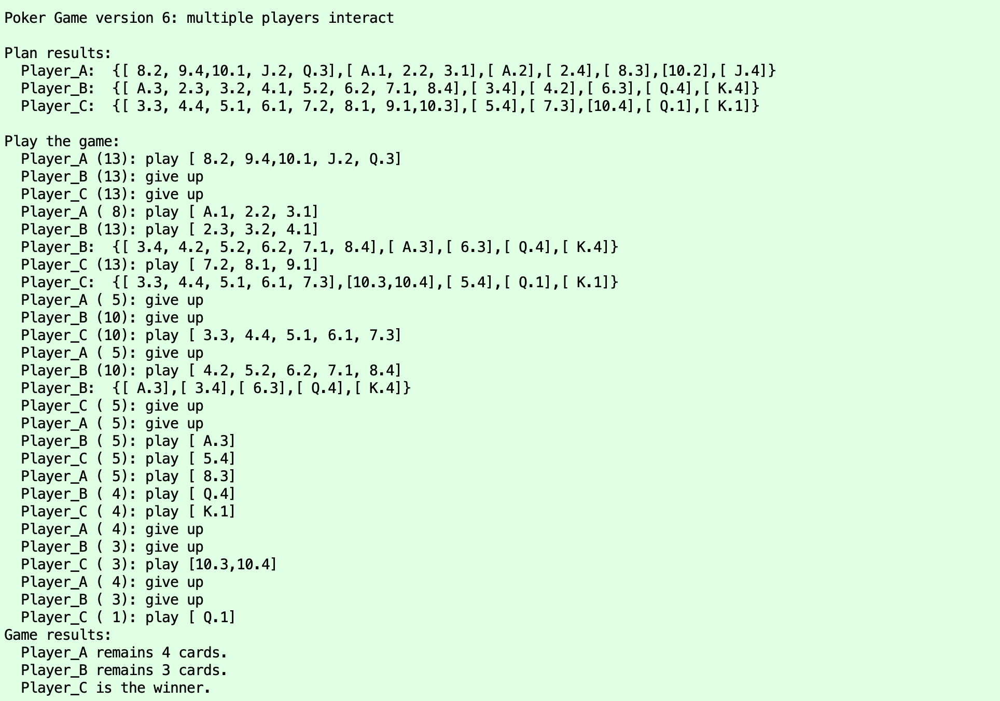 Poker Game version 6: multiple players interact

Plan results:
  Player_A:  {[ 8.2, 9.4,10.1, J.2, Q.3],[ A.1, 2.2, 3.1],[ A.2],[ 2.4],[ 8.3],[10.2],[ J.4]}
  Player_B:  {[ A.3, 2.3, 3.2, 4.1, 5.2, 6.2, 7.1, 8.4],[ 3.4],[ 4.2],[ 6.3],[ Q.4],[ K.4]}
  Player_C:  {[ 3.3, 4.4, 5.1, 6.1, 7.2, 8.1, 9.1,10.3],[ 5.4],[ 7.3],[10.4],[ Q.1],[ K.1]}

Play the game:
  Player_A (13): play [ 8.2, 9.4,10.1, J.2, Q.3]
  Player_B (13): give up
  Player_C (13): give up
  Player_A ( 8): play [ A.1, 2.2, 3.1]
  Player_B (13): play [ 2.3, 3.2, 4.1]
  Player_B:  {[ 3.4, 4.2, 5.2, 6.2, 7.1, 8.4],[ A.3],[ 6.3],[ Q.4],[ K.4]}
  Player_C (13): play [ 7.2, 8.1, 9.1]
  Player_C:  {[ 3.3, 4.4, 5.1, 6.1, 7.3],[10.3,10.4],[ 5.4],[ Q.1],[ K.1]}
  Player_A ( 5): give up
  Player_B (10): give up
  Player_C (10): play [ 3.3, 4.4, 5.1, 6.1, 7.3]
  Player_A ( 5): give up
  Player_B (10): play [ 4.2, 5.2, 6.2, 7.1, 8.4]
  Player_B:  {[ A.3],[ 3.4],[ 6.3],[ Q.4],[ K.4]}
  Player_C ( 5): give up
  Player_A ( 5): give up
  Player_B ( 5): play [ A.3]
  Player_C ( 5): play [ 5.4]
  Player_A ( 5): play [ 8.3]
  Player_B ( 4): play [ Q.4]
  Player_C ( 4): play [ K.1]
  Player_A ( 4): give up
  Player_B ( 3): give up
  Player_C ( 3): play [10.3,10.4]
  Player_A ( 4): give up
  Player_B ( 3): give up
  Player_C ( 1): play [ Q.1]
Game results:
  Player_A remains 4 cards.
  Player_B remains 3 cards.
  Player_C is the winner.